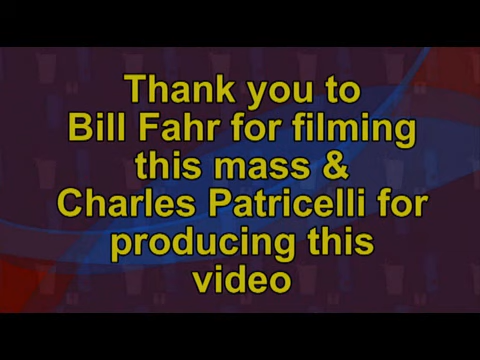 Thank you to
Bill Fahr for filming
this mass &
Charles Patricelli for
producing this
video